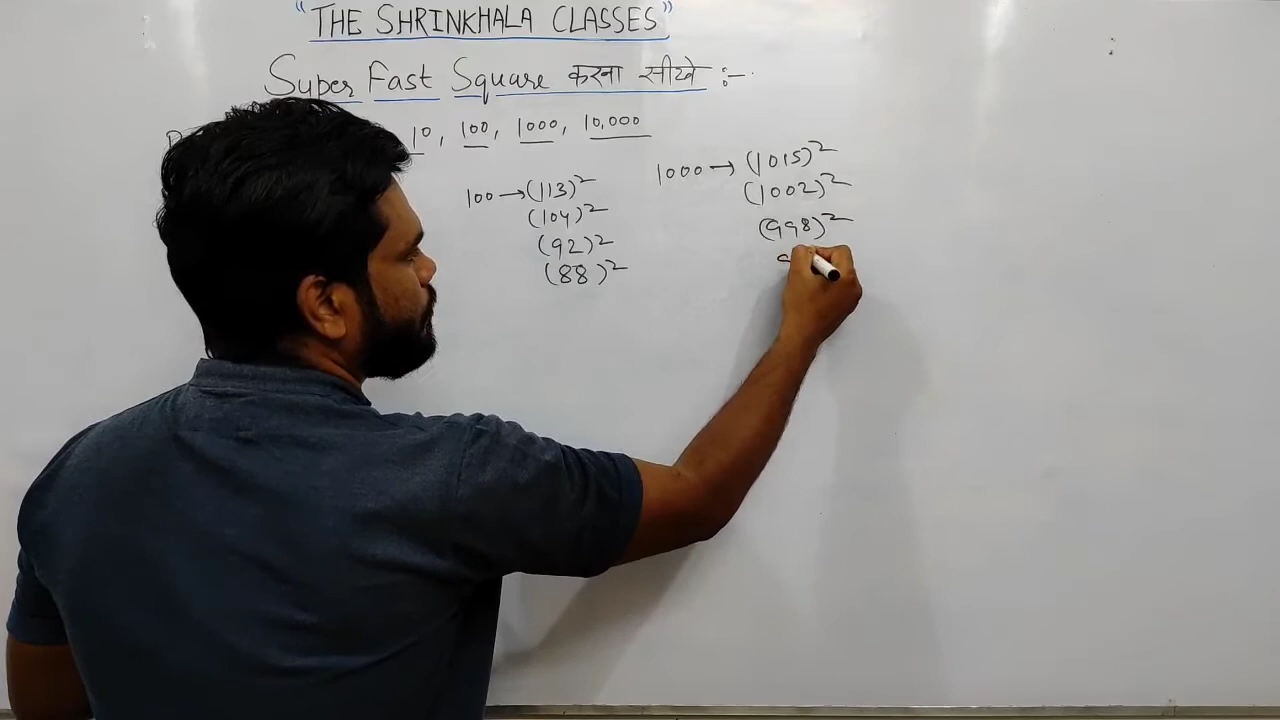 "THE SHRINKHALA CLASSES"
Super Fast Square करना सीखे :-
10, 100, 1000, 10,000
100 → (113)²
(104)²
(92)²
(88)²
1000 → (1015)²
(1002)²
(998)²